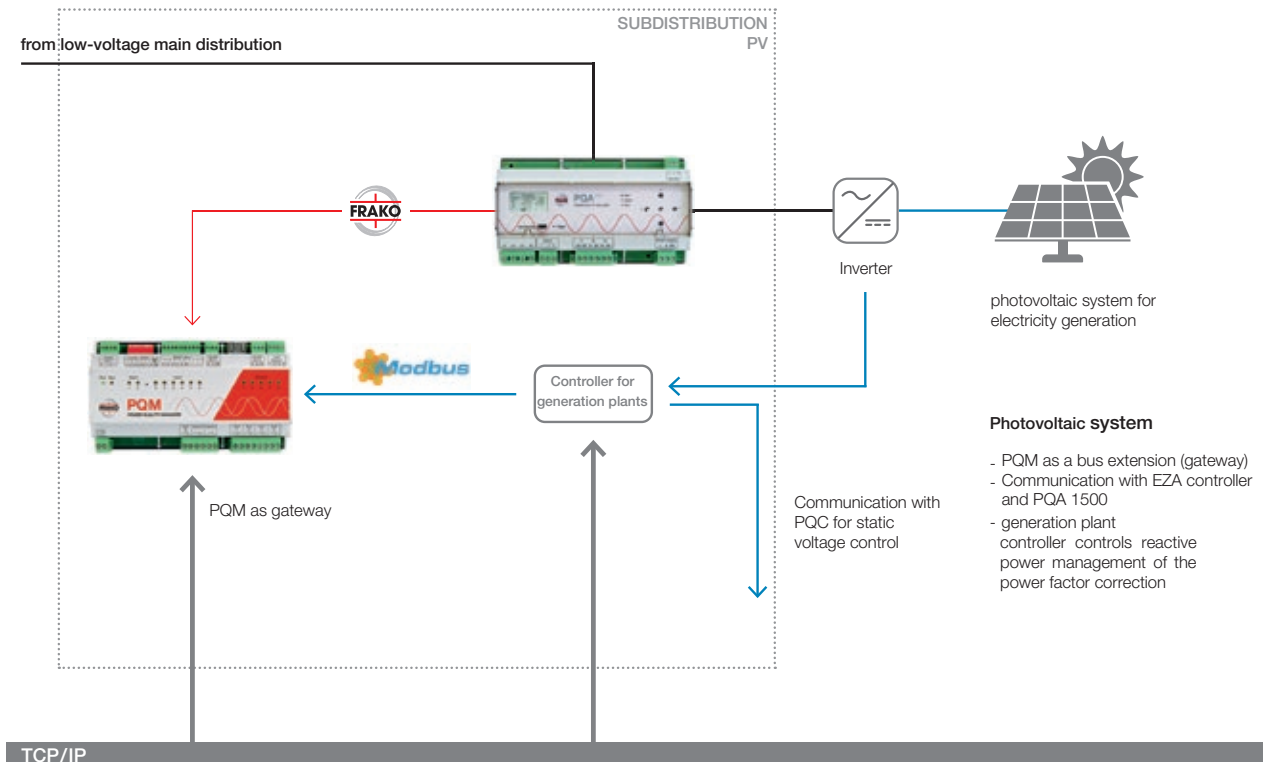 SUBDISTRIBUTION
PV
from low-voltage main distribution
FRAKO
PQA
Inverter
photovoltaic system for
electricity generation
Modbus
Controller for
generation plants
PQM
PQM as gateway
Communication with
PQC for static
voltage control
Photovoltaic system
- PQM as a bus extension (gateway)
- Communication with EZA controller
and PQA 1500
- generation plant
controller controls reactive
power management of the
power factor correction
TCP/IP